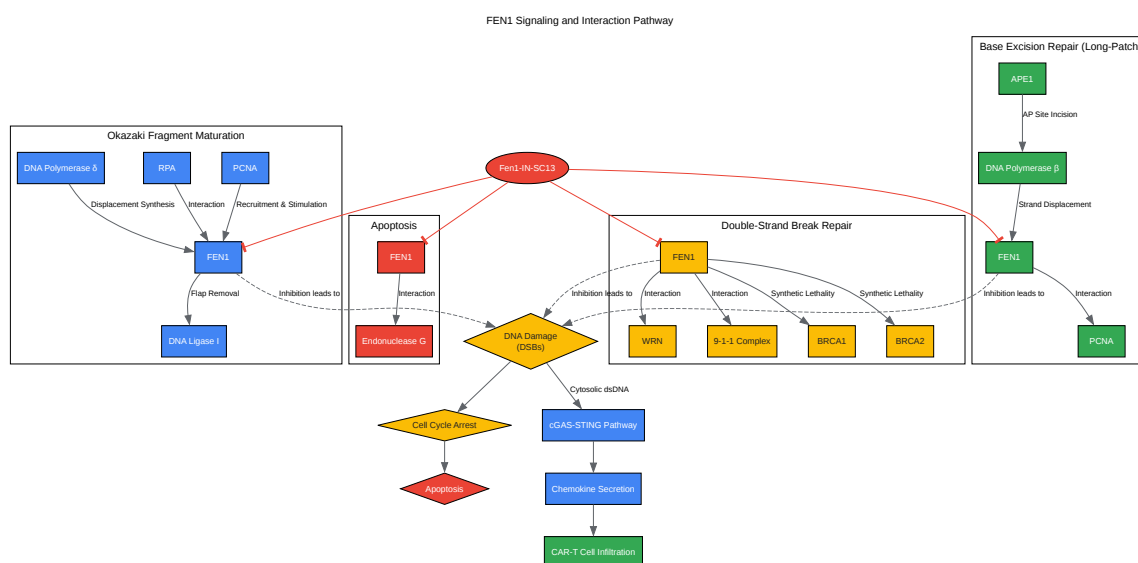 FEN1 Signaling and Interaction Pathway
Base Excision Repair (Long-Patch
APE1
AP Site Incision
DNA Polymerase β
Strand Displacement
FEN1
Inhibition leads to
Interaction
PCNA
Okazaki Fragment Maturation
DNA Polymerase δ
RPA
PCNA
Displacement Synthesis
Interaction
Recruitment & Stimulation
FEN1
Flap Removal
Inhibition leads to
DNA Ligase I
Fen1-IN-SC13
Apoptosis
FEN1
Interaction
Endonuclease G
Double-Strand Break Repair
FEN1
Inhibition leads to
Interaction
Interaction
Synthetic Lethality
Synthetic Lethality
WRN
9-1-1 Complex
BRCA1
BRCA2
DNA Damage
(DSBs)
Cytosolic dsDNA
Cell Cycle Arrest
cGAS-STING Pathway
Apoptosis
Chemokine Secretion
CAR-T Cell Infiltration